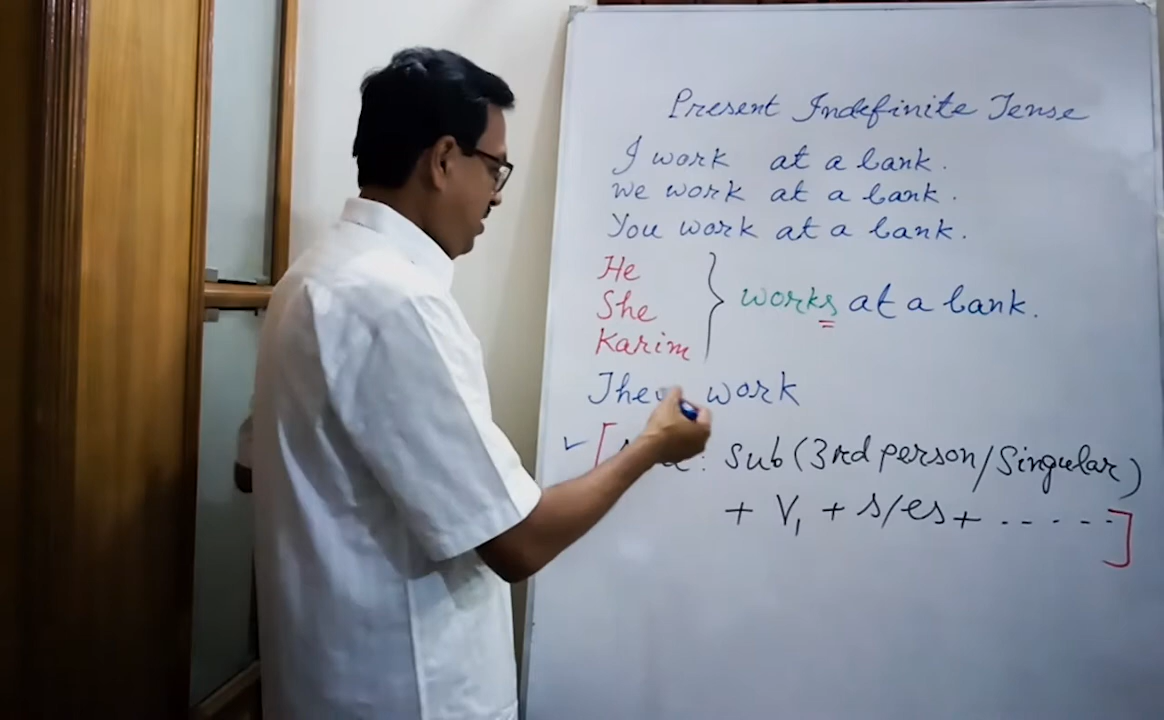 Present Indefinite Tense
I work at a bank.
We work at a bank.
You work at a bank.
He
She
Karim
} works at a bank.
They work
✓ [ : Sub (3rd person/Singular)
+ V₁ + s/es + ..... ]